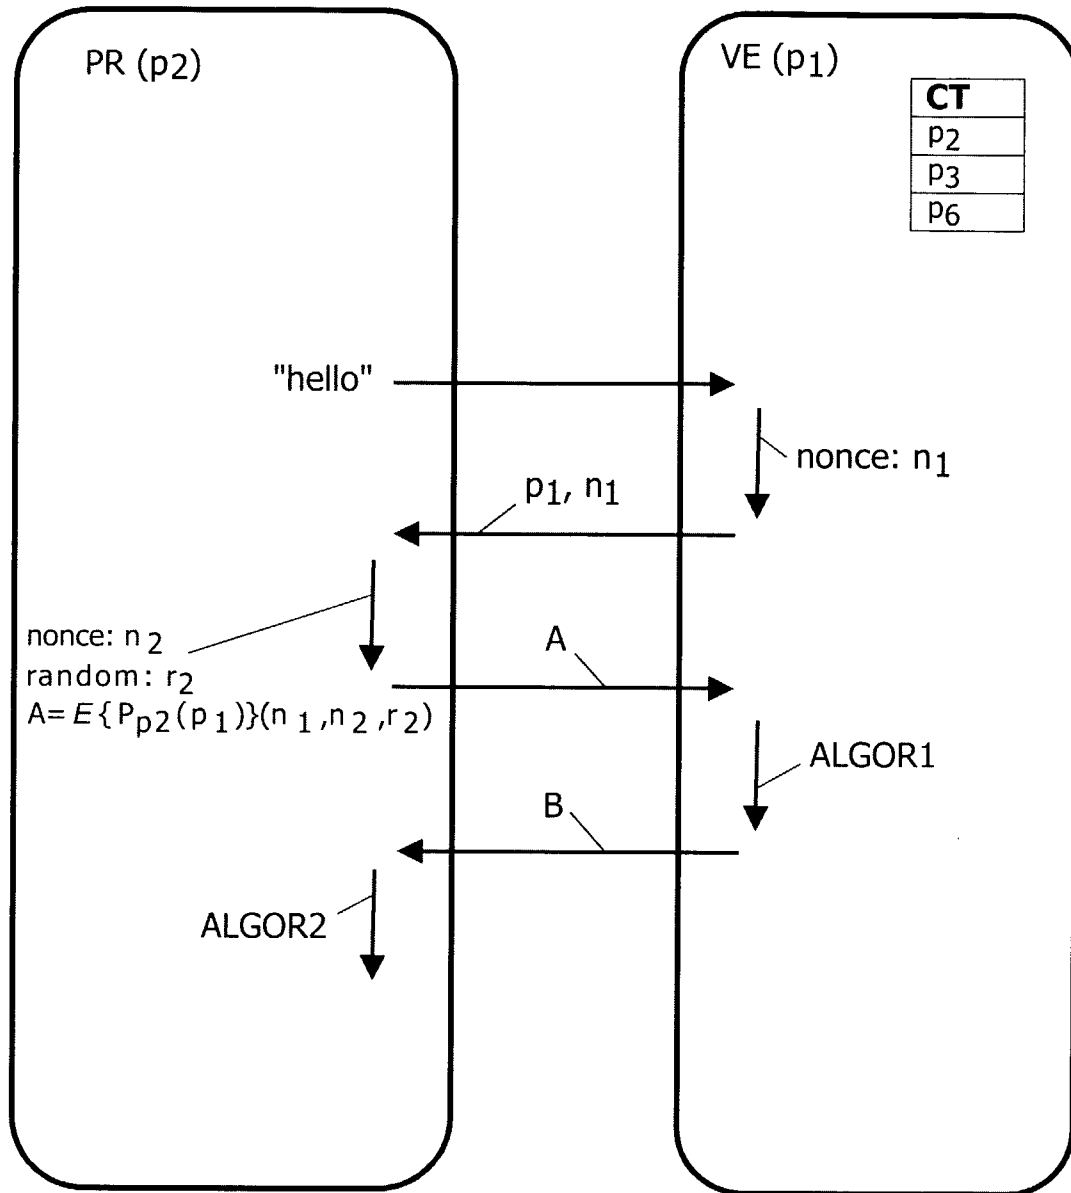 PR (p2)
VE (p1)
CT
p2
p3
p6
"hello"
nonce: n1
p1, n1
nonce: n2
random: r2
A=E{Pp2(p1)}(n1,n2,r2)
A
ALGOR1
B
ALGOR2